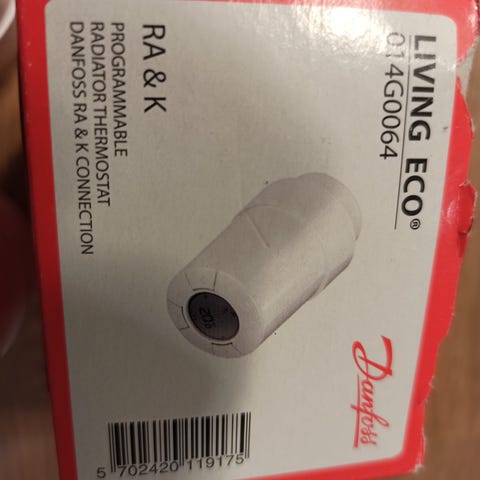 LIVING ECO®
014G0064
RA & K
PROGRAMMABLE
RADIATOR THERMOSTAT
DANFOSS RA & K CONNECTION
Danfoss
5 702420 119175